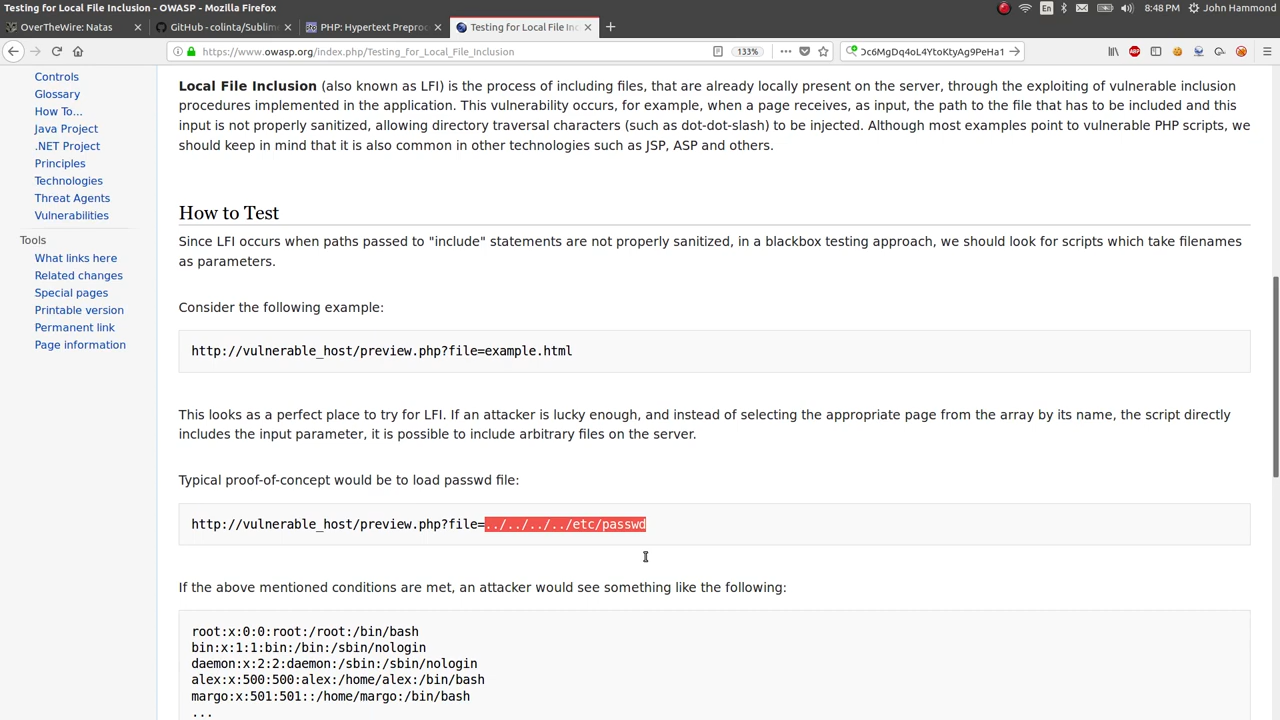 Testing for Local File Inclusion - OWASP - Mozilla Firefox
En
8:48 PM
John Hammond
OverTheWire: Natas
GitHub - colinta/Sublime
PHP: Hypertext Preproc
Testing for Local File In
https://www.owasp.org/index.php/Testing_for_Local_File_Inclusion
133%
Jc6MgDq4oL4YtoKtyAg9PeHa1
ABP
Controls
Glossary
How To...
Java Project
.NET Project
Principles
Technologies
Threat Agents
Vulnerabilities
Tools
What links here
Related changes
Special pages
Printable version
Permanent link
Page information
Local File Inclusion (also known as LFI) is the process of including files, that are already locally present on the server, through the exploiting of vulnerable inclusion
procedures implemented in the application. This vulnerability occurs, for example, when a page receives, as input, the path to the file that has to be included and this
input is not properly sanitized, allowing directory traversal characters (such as dot-dot-slash) to be injected. Although most examples point to vulnerable PHP scripts, we
should keep in mind that it is also common in other technologies such as JSP, ASP and others.
How to Test
Since LFI occurs when paths passed to "include" statements are not properly sanitized, in a blackbox testing approach, we should look for scripts which take filenames
as parameters.
Consider the following example:
http://vulnerable_host/preview.php?file=example.html
This looks as a perfect place to try for LFI. If an attacker is lucky enough, and instead of selecting the appropriate page from the array by its name, the script directly
includes the input parameter, it is possible to include arbitrary files on the server.
Typical proof-of-concept would be to load passwd file:
http://vulnerable_host/preview.php?file=../../../../etc/passwd
If the above mentioned conditions are met, an attacker would see something like the following:
root:x:0:0:root:/root:/bin/bash
bin:x:1:1:bin:/bin:/sbin/nologin
daemon:x:2:2:daemon:/sbin:/sbin/nologin
alex:x:500:500:alex:/home/alex:/bin/bash
margo:x:501:501::/home/margo:/bin/bash
...